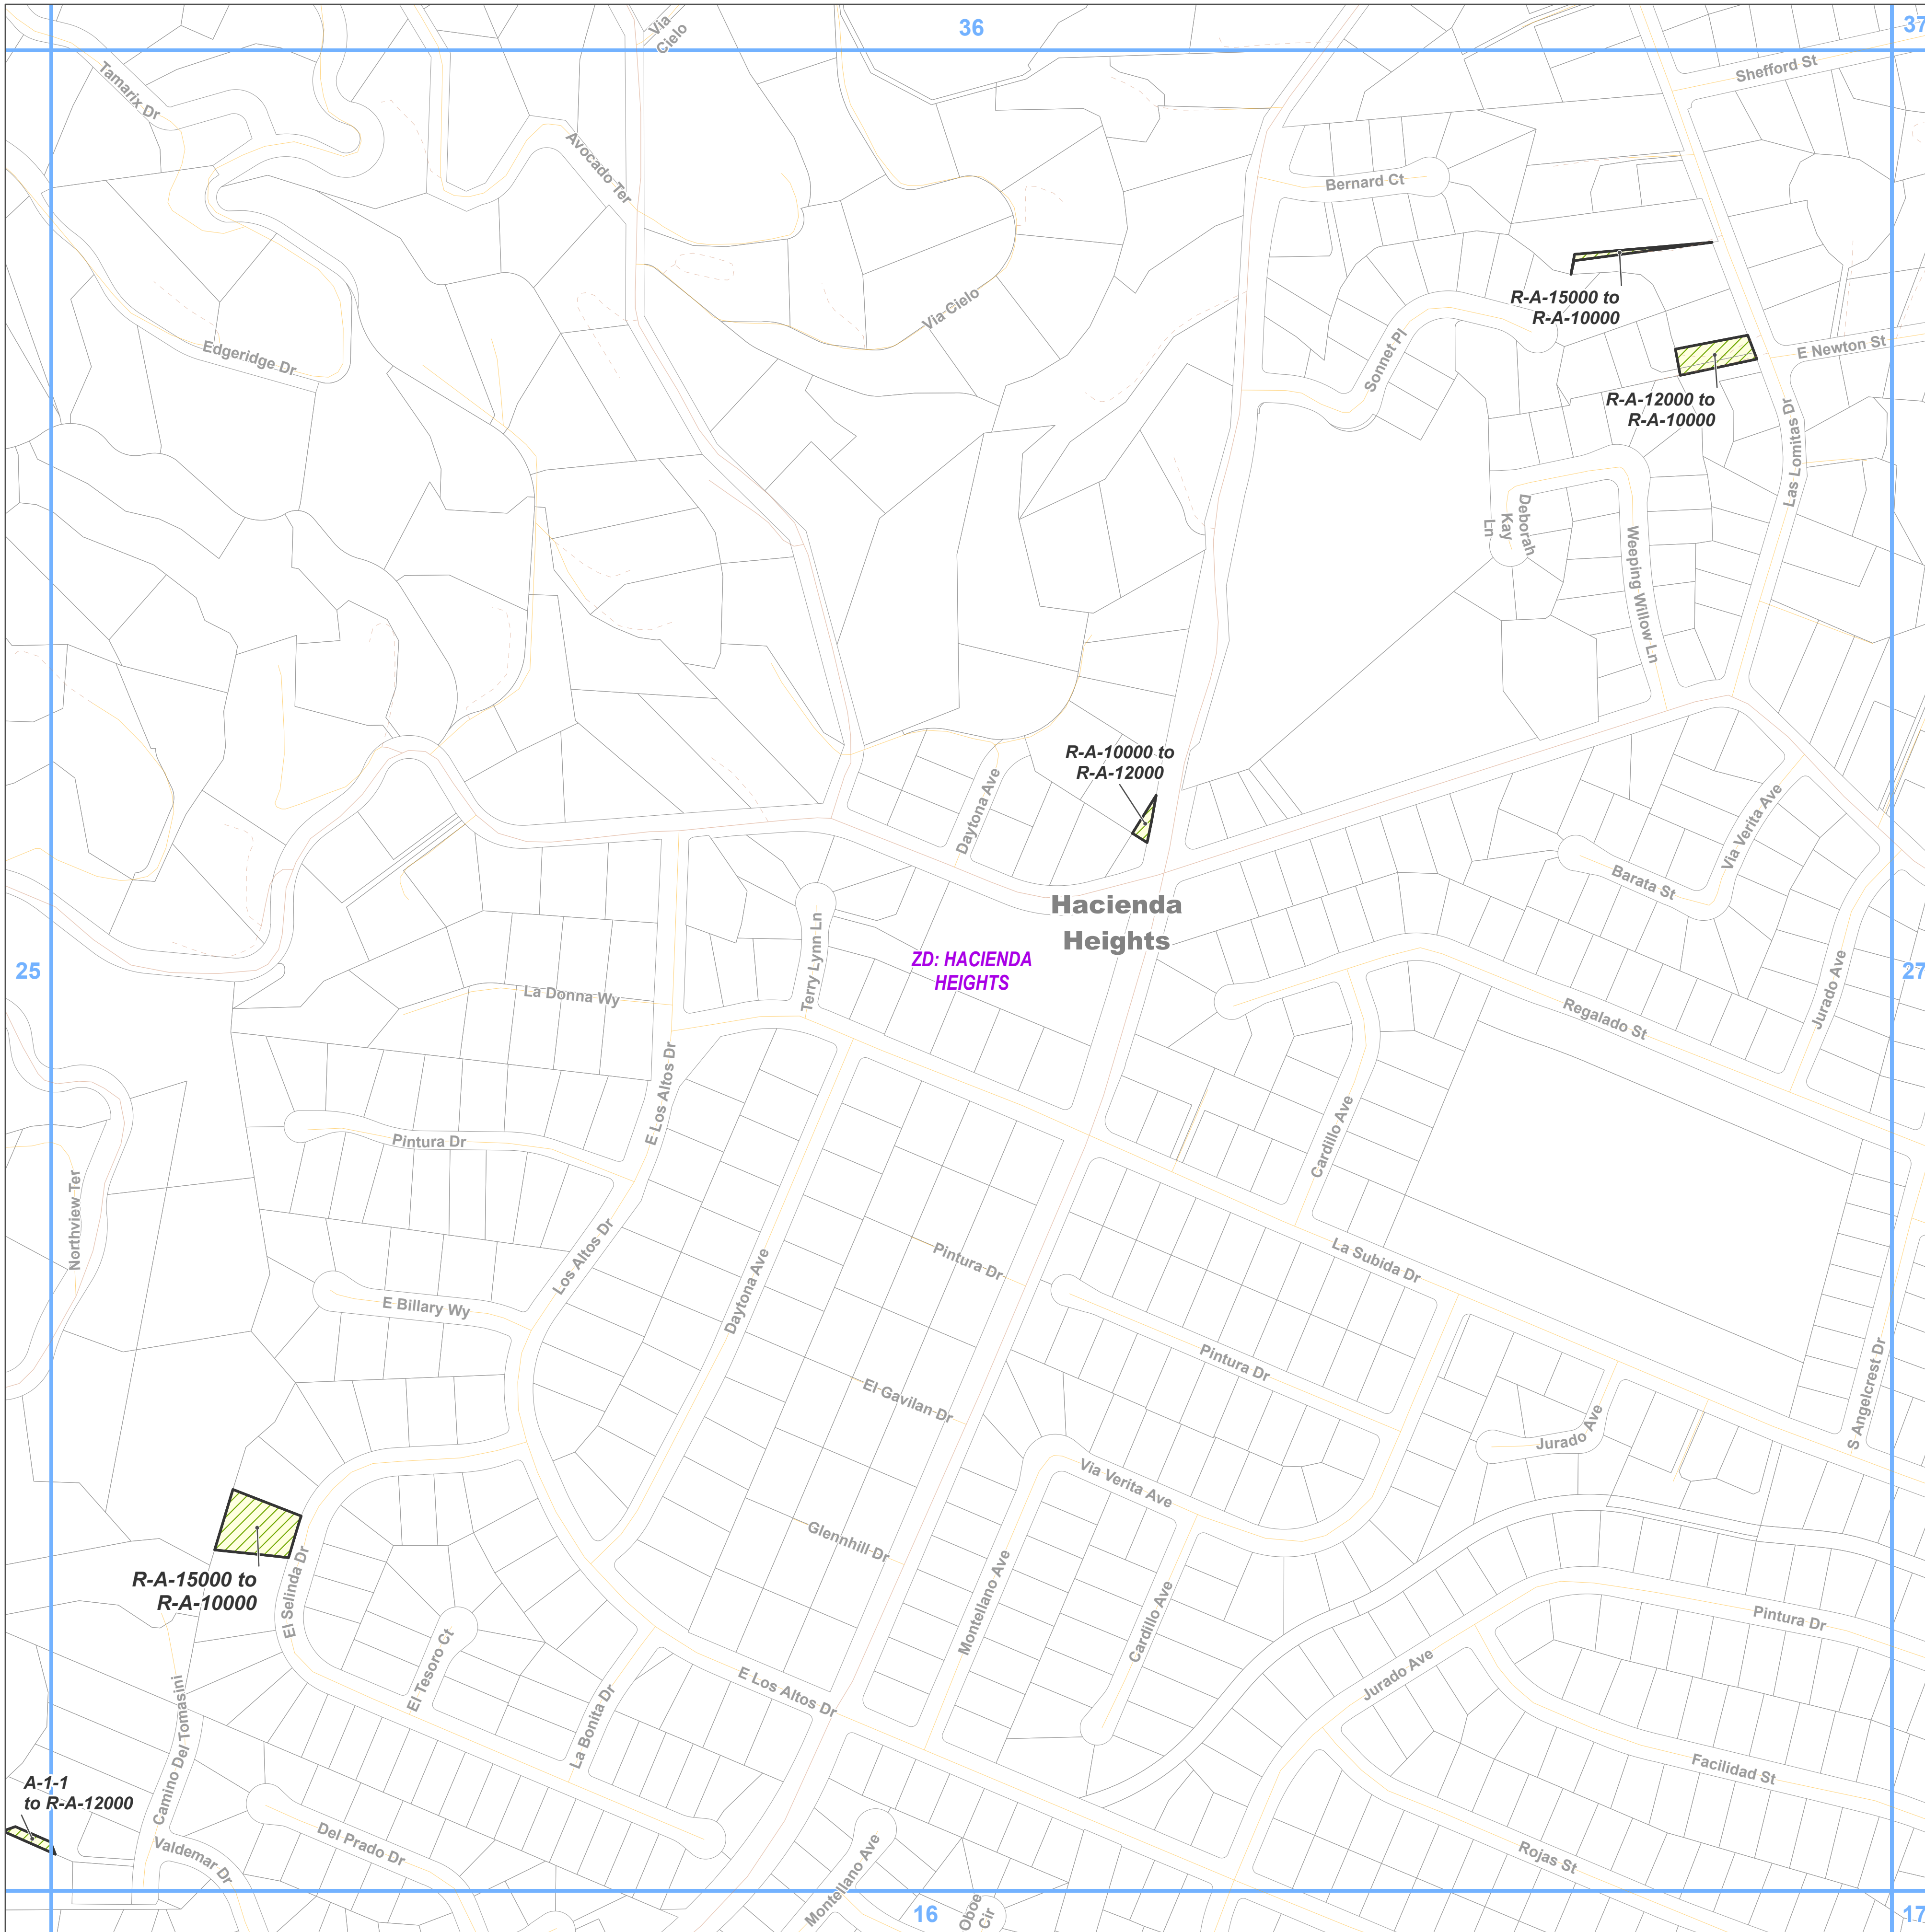 36
37
Via
Cielo
Shefford St
Tamarix Dr
Avocado Ter
Bernard Ct
Via Cielo
R-A-15000 to
R-A-10000
Sonnet Pl
Edgeridge Dr
E Newton St
R-A-12000 to
R-A-10000
Las Lomitas Dr
Deborah
Kay
Ln
Weeping Willow Ln
R-A-10000 to
R-A-12000
Daytona Ave
Via Verita Ave
Barata St
Hacienda
Heights
ZD: HACIENDA
HEIGHTS
Terry Lynn Ln
25
27
La Donna Wy
Jurado Ave
Regalado St
E Los Altos Dr
Pintura Dr
Cardillo Ave
Northview Ter
Los Altos Dr
Pintura Dr
La Subida Dr
Daytona Ave
E Billary Wy
Pintura Dr
El Gavilan Dr
S Angelcrest Dr
Jurado Ave
Via Verita Ave
Glennhill Dr
R-A-15000 to
R-A-10000
El Selinda Dr
Montellano Ave
Cardillo Ave
Pintura Dr
El Tesoro Ct
Jurado Ave
E Los Altos Dr
La Bonita Dr
Camino Del Tomasini
Facilidad St
A-1-1
to R-A-12000
Del Prado Dr
Valdemar Dr
Rojas St
Montellano Ave
Oboe
Cir
16
17